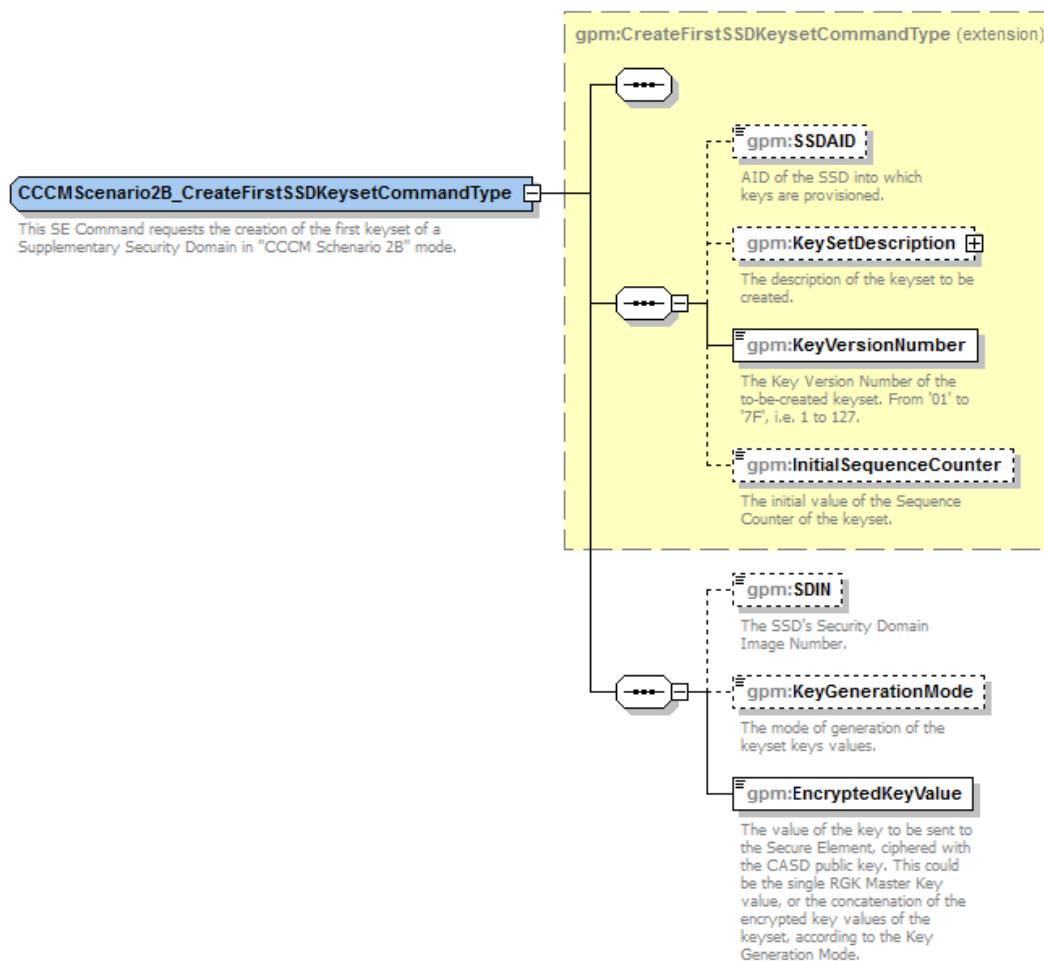 gpm:CreateFirstSSDKeysetCommandType (extension)
gpm:SSDAID
AID of the SSD into which
keys are provisioned.
CCCMScenario2B_CreateFirstSSDKeysetCommandType
This SE Command requests the creation of the first keyset of a
Supplementary Security Domain in "CCCM Schenario 2B" mode.
gpm:KeySetDescription
The description of the keyset to be
created.
gpm:KeyVersionNumber
The Key Version Number of the
to-be-created keyset. From '01' to
'7F', i.e. 1 to 127.
gpm:InitialSequenceCounter
The initial value of the Sequence
Counter of the keyset.
gpm:SDIN
The SSD's Security Domain
Image Number.
gpm:KeyGenerationMode
The mode of generation of the
keyset keys values.
gpm:EncryptedKeyValue
The value of the key to be sent to
the Secure Element, ciphered with
the CASD public key. This could
be the single RGK Master Key
value, or the concatenation of the
encrypted key values of the
keyset, according to the Key
Generation Mode.